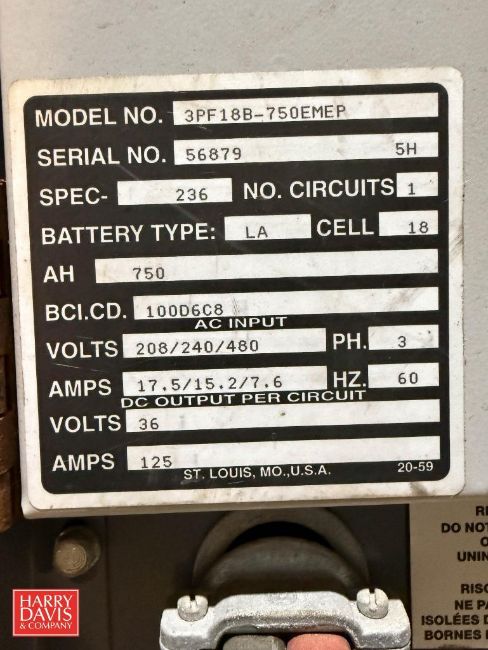 MODEL NO. 3PF18B-750EMEP
SERIAL NO. 56879 5H
SPEC- 236 NO. CIRCUITS 1
BATTERY TYPE: LA CELL 18
AH 750
BCI.CD. 100D6C8
AC INPUT
VOLTS 208/240/480 PH. 3
AMPS 17.5/15.2/7.6 HZ. 60
DC OUTPUT PER CIRCUIT
VOLTS 36
AMPS 125
ST. LOUIS, MO., U.S.A. 20-59
DO NOT
UNIN
RISQ
NE PA
ISOLÉES D
BORNES
HARRY
DAVIS
& COMPANY